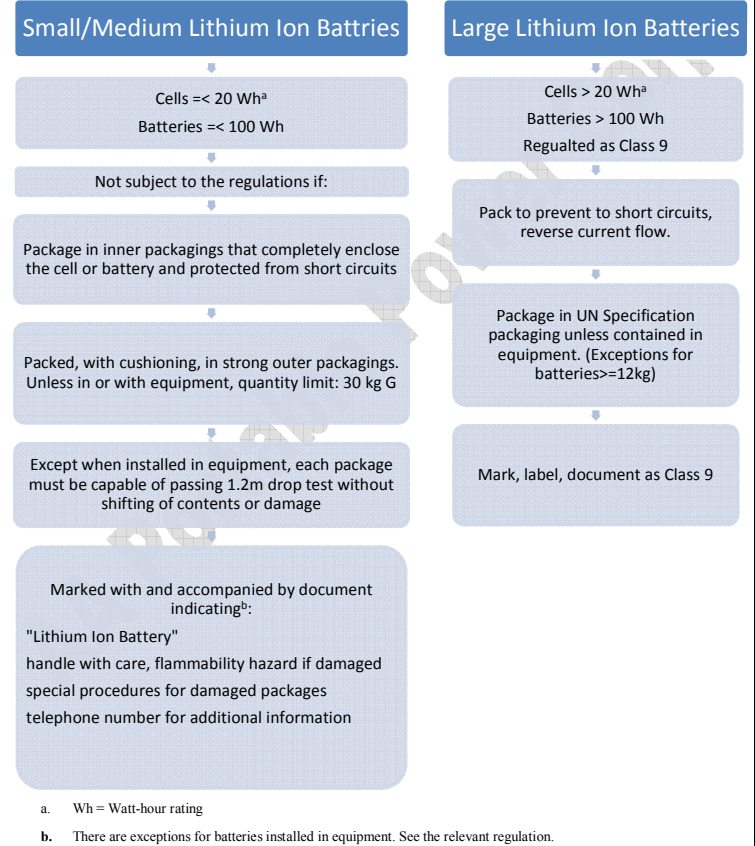 Small/Medium Lithium Ion Battries
Cells =< 20 Whᵃ
Batteries =< 100 Wh
Not subject to the regulations if:
Package in inner packagings that completely enclose
the cell or battery and protected from short circuits
Packed, with cushioning, in strong outer packagings.
Unless in or with equipment, quantity limit: 30 kg G
Except when installed in equipment, each package
must be capable of passing 1.2m drop test without
shifting of contents or damage
Marked with and accompanied by document
indicatingᵇ:
"Lithium Ion Battery"
handle with care, flammability hazard if damaged
special procedures for damaged packages
telephone number for additional information
Large Lithium Ion Batteries
Cells > 20 Whᵃ
Batteries > 100 Wh
Regualted as Class 9
Pack to prevent to short circuits,
reverse current flow.
Package in UN Specification
packaging unless contained in
equipment. (Exceptions for
batteries>=12kg)
Mark, label, document as Class 9
a. Wh = Watt-hour rating
b. There are exceptions for batteries installed in equipment. See the relevant regulation.